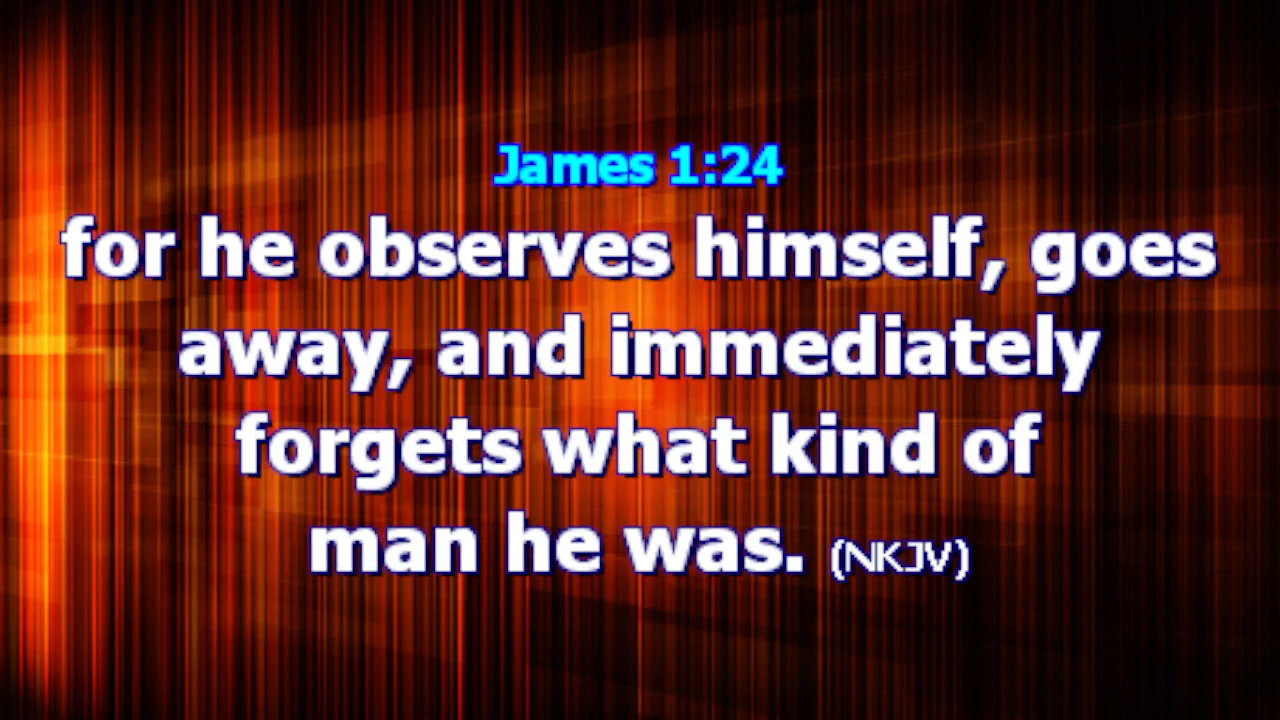 James 1:24
for he observes himself, goes
away, and immediately
forgets what kind of
man he was. (NKJV)